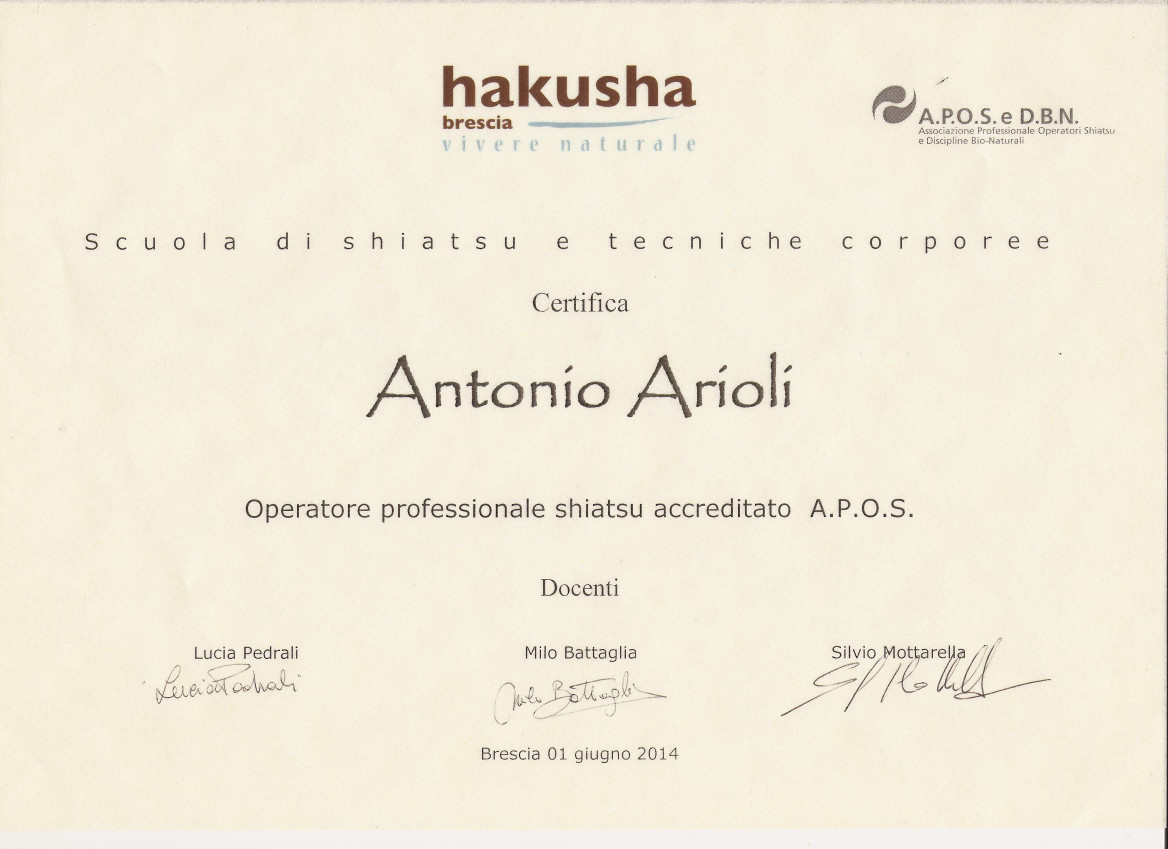 hakusha
brescia
vivere naturale
A.P.O.S. e D.B.N.
Associazione Professionale Operatori Shiatsu
e Discipline Bio-Naturali
Scuola di shiatsu e tecniche corporee
Certifica
Antonio Arioli
Operatore professionale shiatsu accreditato A.P.O.S.
Docenti
Lucia Pedrali
Milo Battaglia
Silvio Mottarella
Lucia Pedrali
Milo Battaglia
Brescia 01 giugno 2014